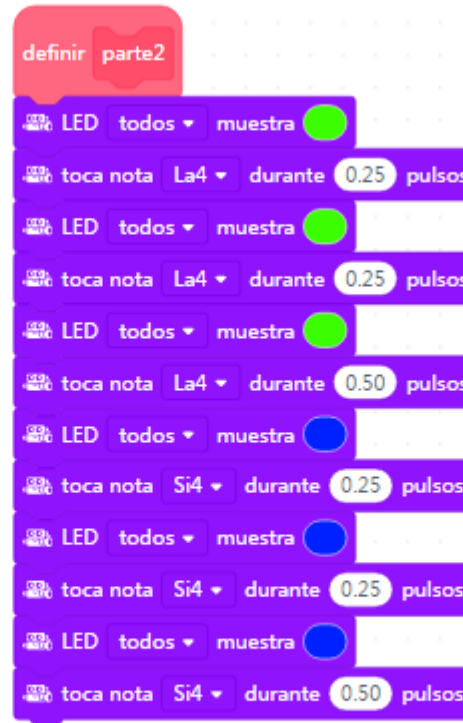 definir parte2
LED todos muestra
toca nota La4 durante 0.25 pulsos
LED todos muestra
toca nota La4 durante 0.25 pulsos
LED todos muestra
toca nota La4 durante 0.50 pulsos
LED todos muestra
toca nota Si4 durante 0.25 pulsos
LED todos muestra
toca nota Si4 durante 0.25 pulsos
LED todos muestra
toca nota Si4 durante 0.50 pulsos